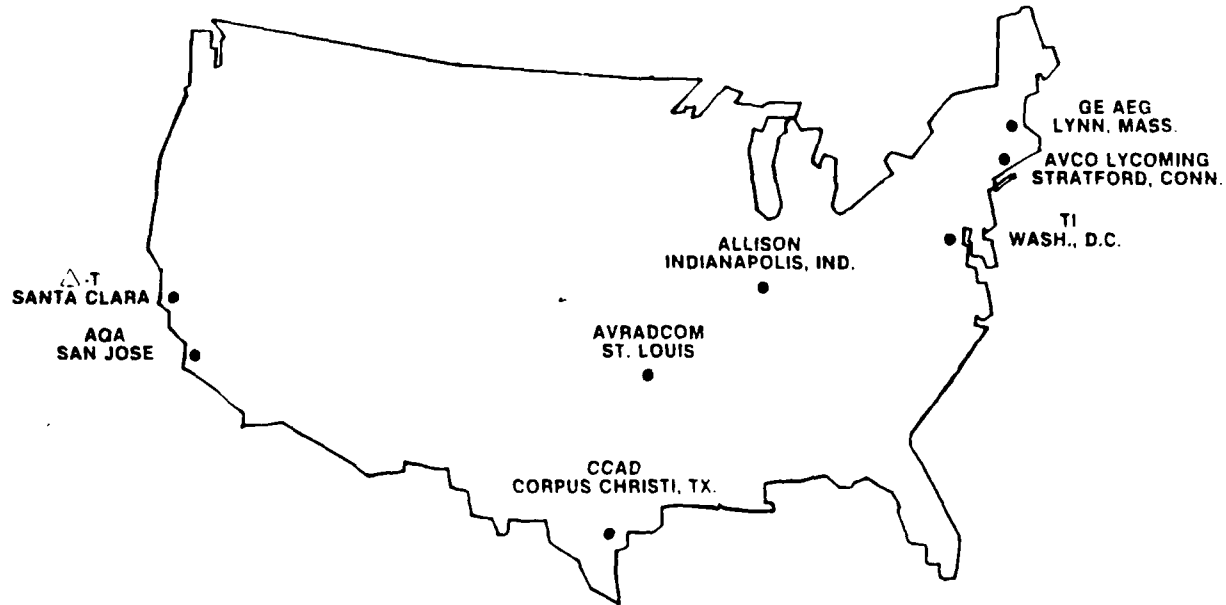 GE AEG
LYNN, MASS.
AVCO LYCOMING
STRATFORD, CONN.
TI
WASH., D.C.
ALLISON
INDIANAPOLIS, IND.
△-T
SANTA CLARA
AQA
SAN JOSE
AVRADCOM
ST. LOUIS
CCAD
CORPUS CHRISTI, TX.